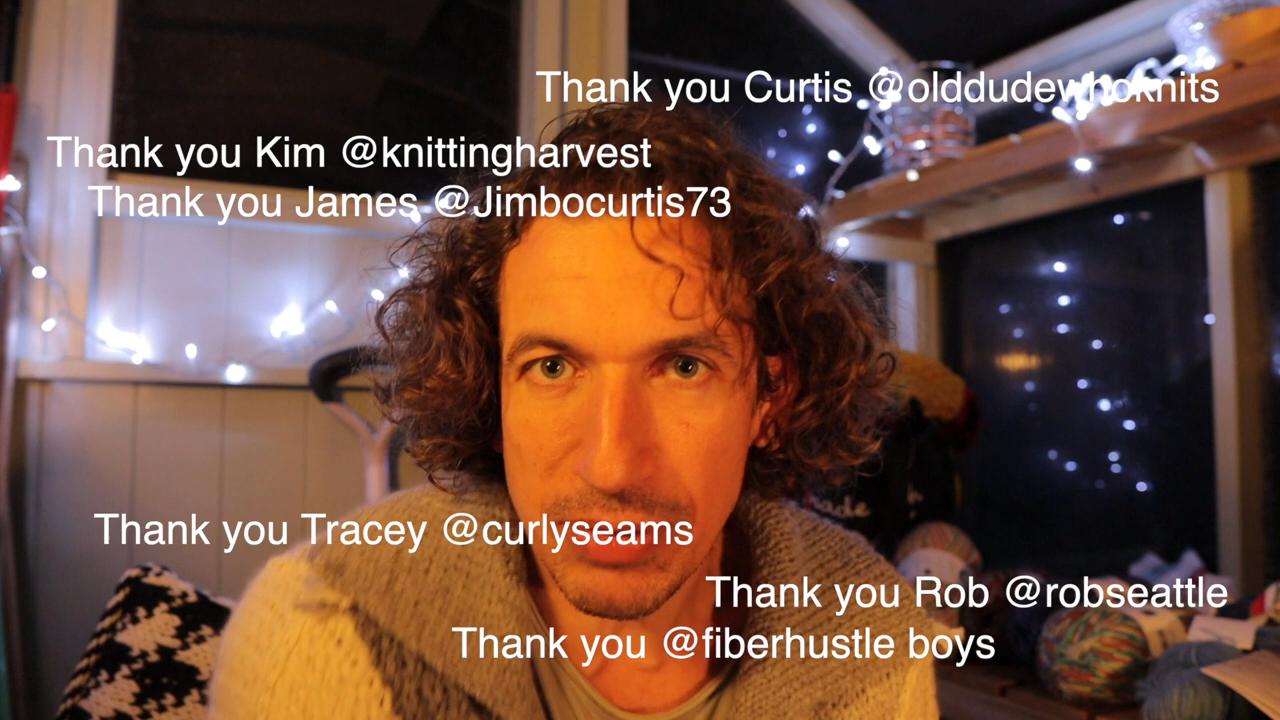 Thank you Curtis @olddudewhoknits
Thank you Kim @knittingharvest
Thank you James @Jimbocurtis73
Thank you Tracey @curlyseams
Thank you Rob @robseattle
Thank you @fiberhustle boys